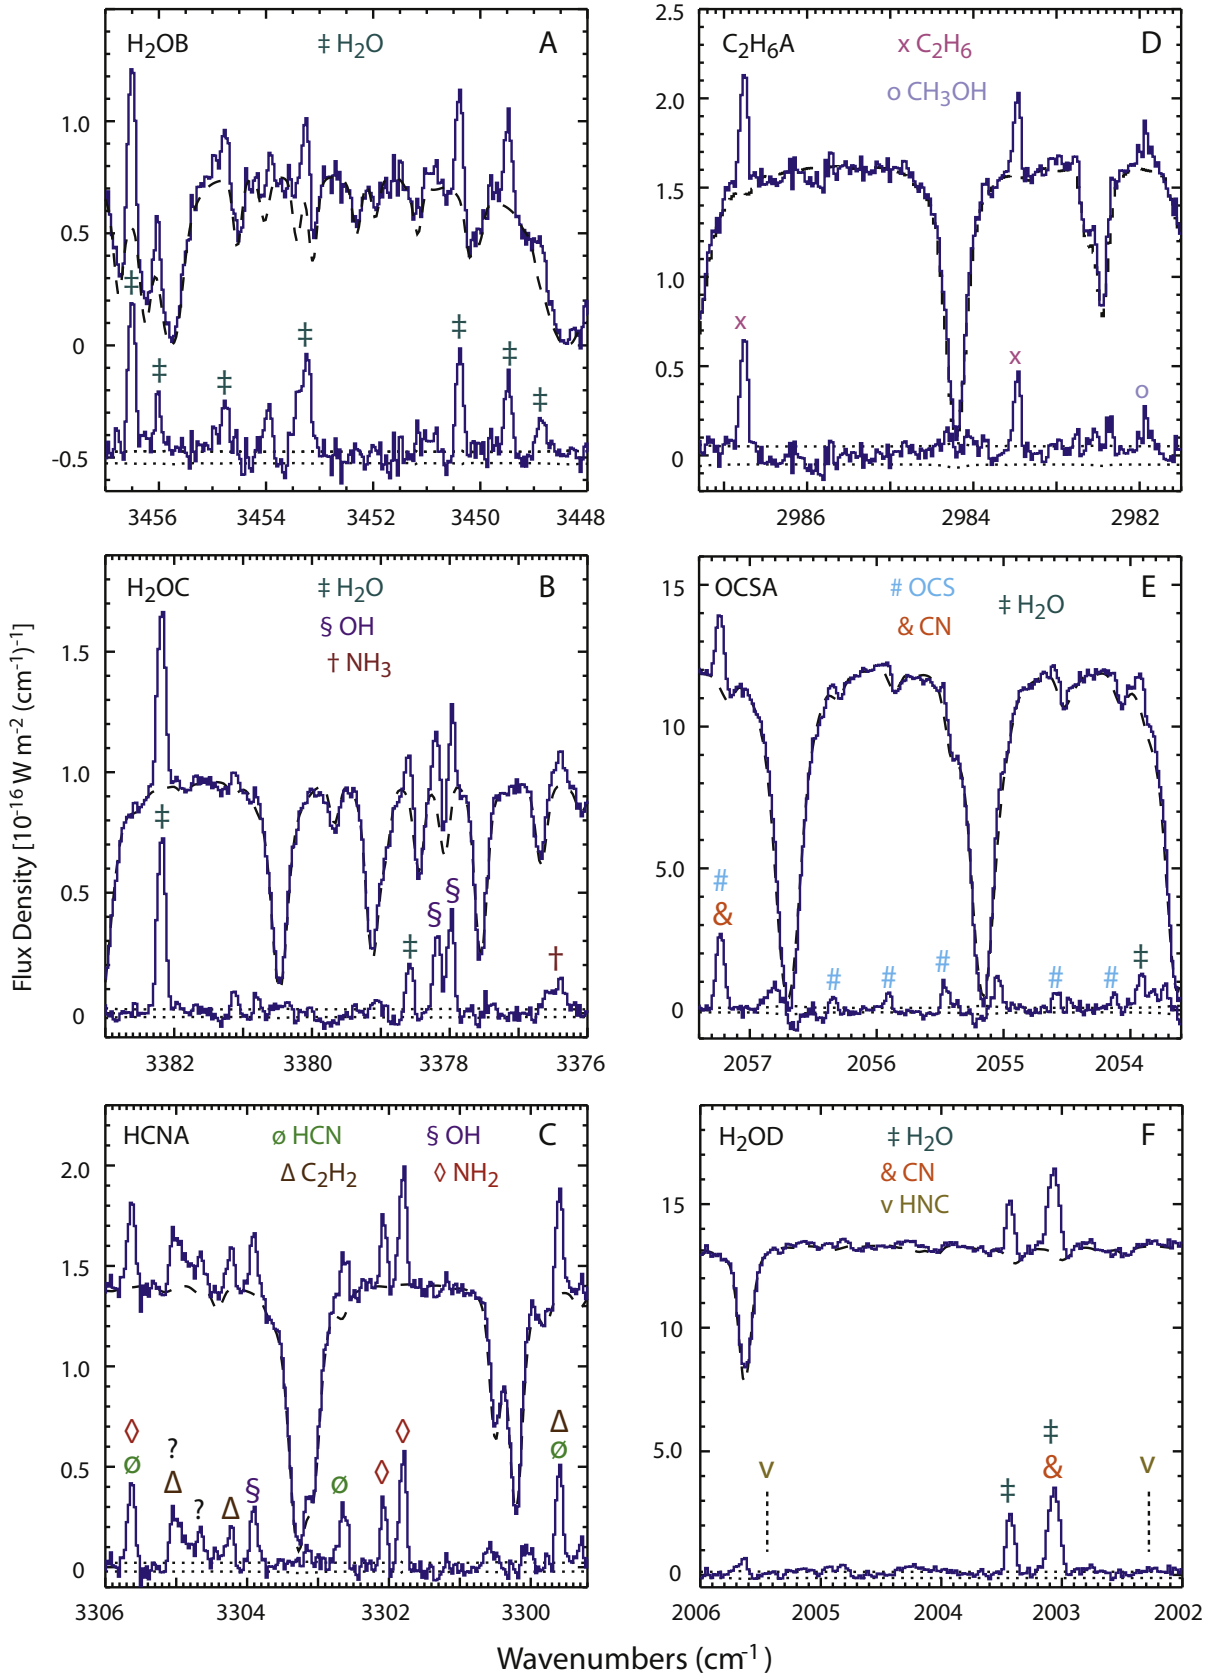 Flux Density [10⁻¹⁶ W m⁻² (cm⁻¹)⁻¹]
H₂OB ‡ H₂O A
1.0
0.5
0
-0.5
‡ ‡ ‡ ‡ ‡ ‡ ‡
3456 3454 3452 3450 3448
C₂H₆A x C₂H₆ D
o CH₃OH
2.5
2.0
1.5
1.0
0.5
0
x x o
2986 2984 2982
H₂OC ‡ H₂O B
§ OH
† NH₃
1.5
1.0
0.5
0
‡ ‡ § § †
3382 3380 3378 3376
OCSA # OCS ‡ H₂O E
& CN
15
10
5.0
0
# & # # # # # ‡
2057 2056 2055 2054
HCNA ø HCN § OH C
Δ C₂H₂ ◊ NH₂
2.0
1.5
1.0
0.5
0
◊ ø ? Δ ? Δ § ø ◊ ◊ Δ ø
3306 3304 3302 3300
H₂OD ‡ H₂O F
& CN
v HNC
15
10
5.0
0
v ‡ ‡ & v
2006 2005 2004 2003 2002
Wavenumbers (cm⁻¹)